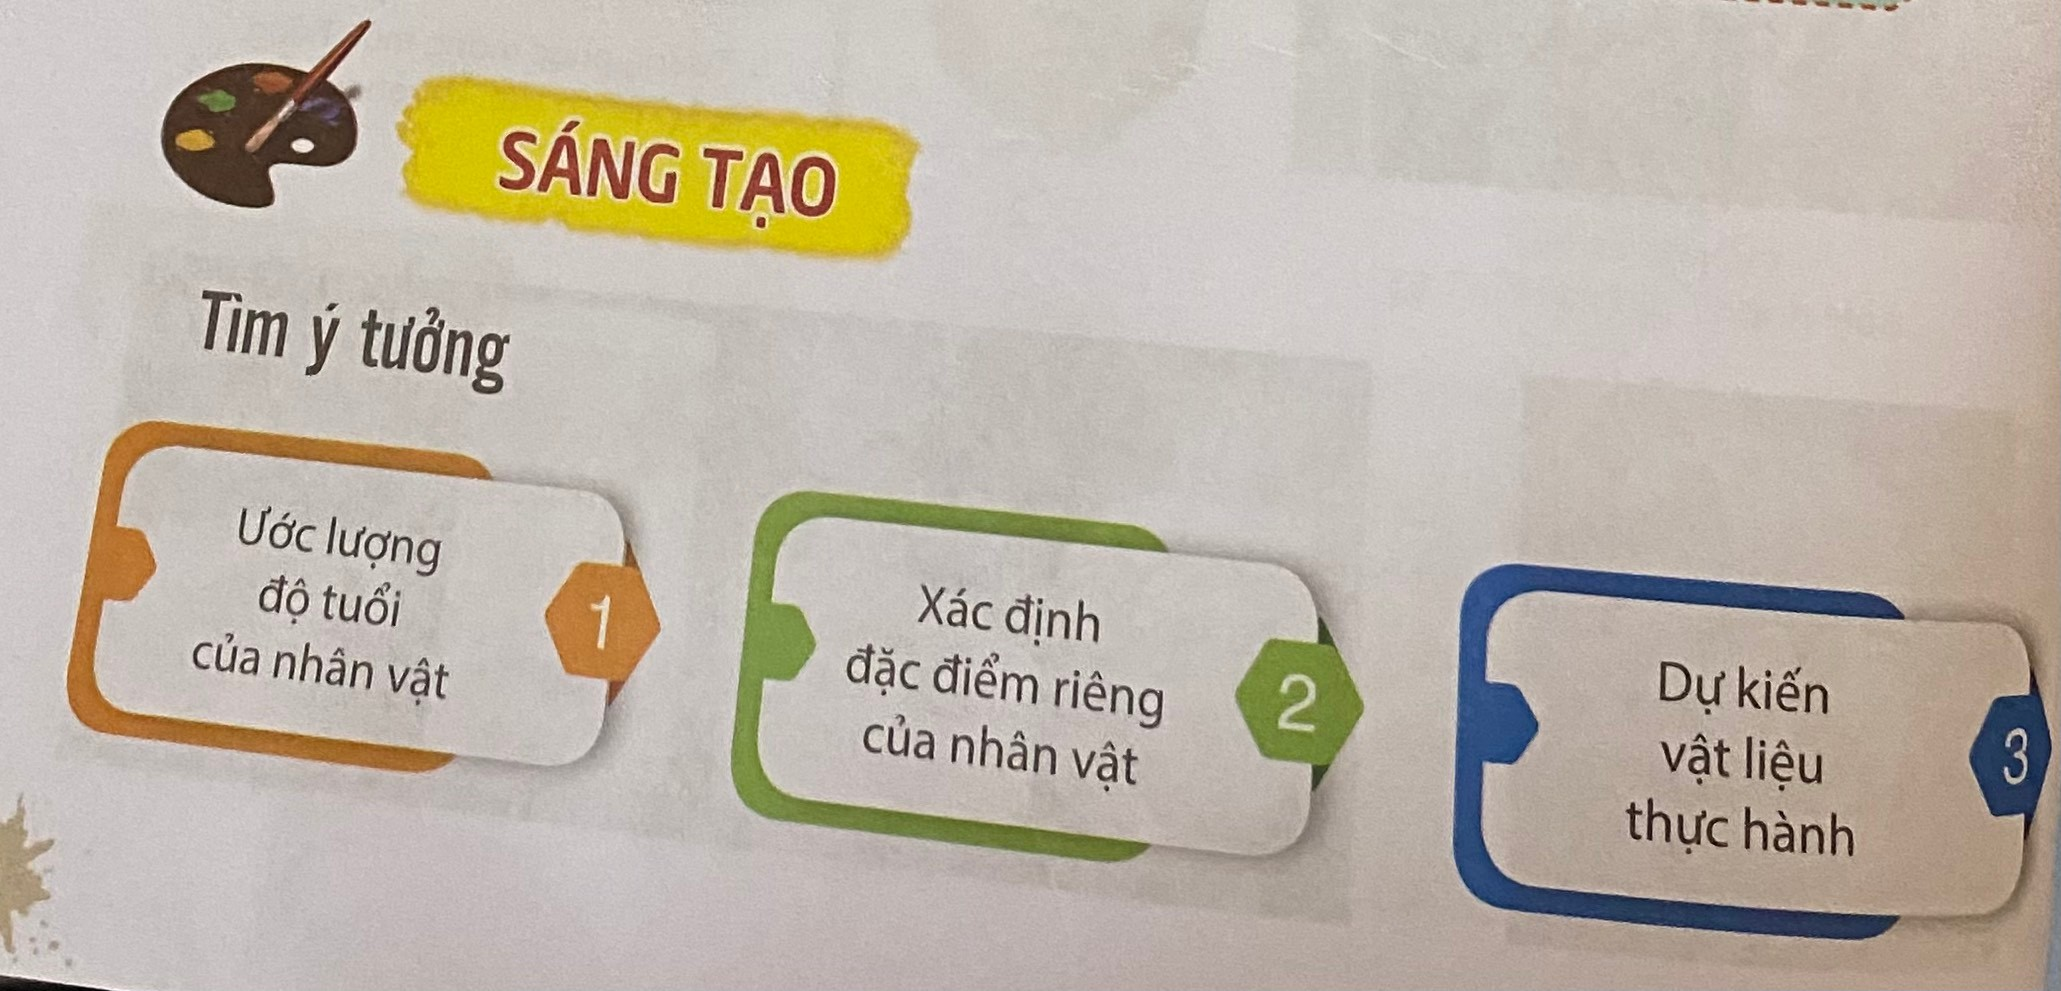 SÁNG TẠO
Tìm ý tưởng
Ước lượng
độ tuổi
của nhân vật
1
Xác định
đặc điểm riêng
của nhân vật
2
Dự kiến
vật liệu
thực hành
3